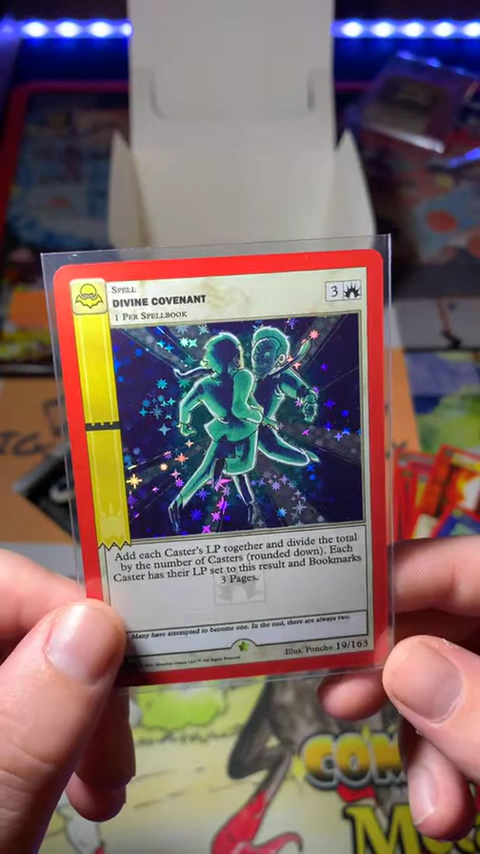 Spell
DIVINE COVENANT
3
1 Per Spellbook
Add each Caster's LP together and divide the total
by the number of Casters (rounded down). Each
Caster has their LP set to this result and Bookmarks
3 Pages.
Many have attempted to become one. In the end, there are always two.
Illus. Poncho 19/163